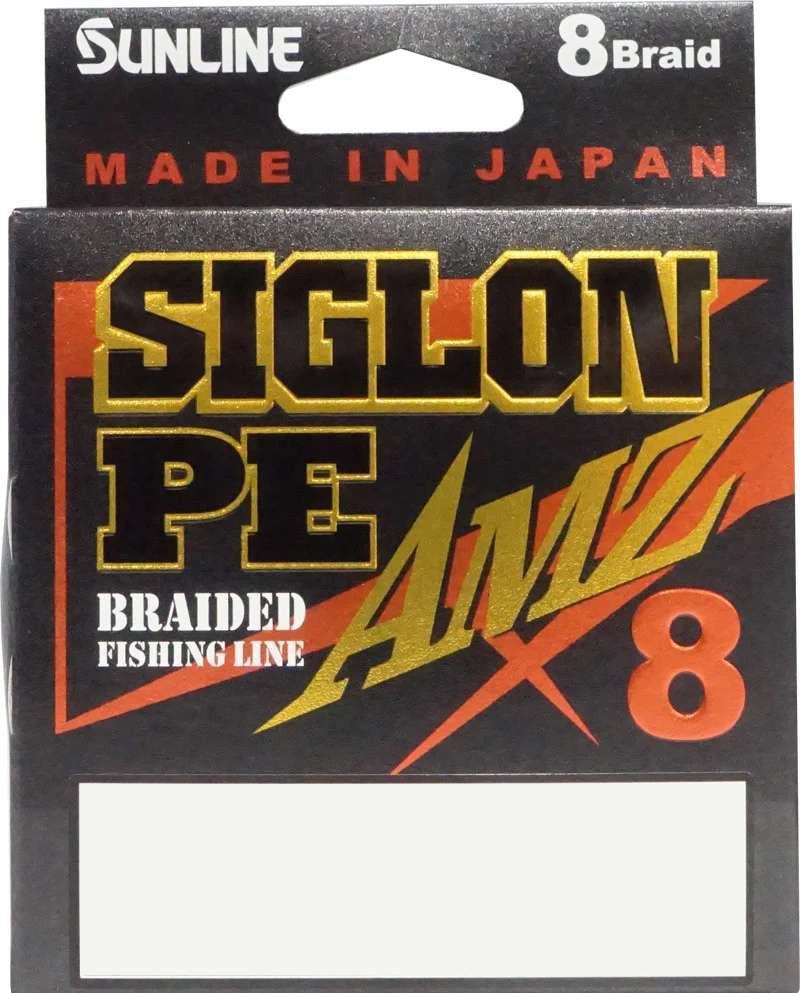 SUNLINE 8 Braid
MADE IN JAPAN
SIGLON
PE AMZ
BRAIDED
FISHING LINE
×8